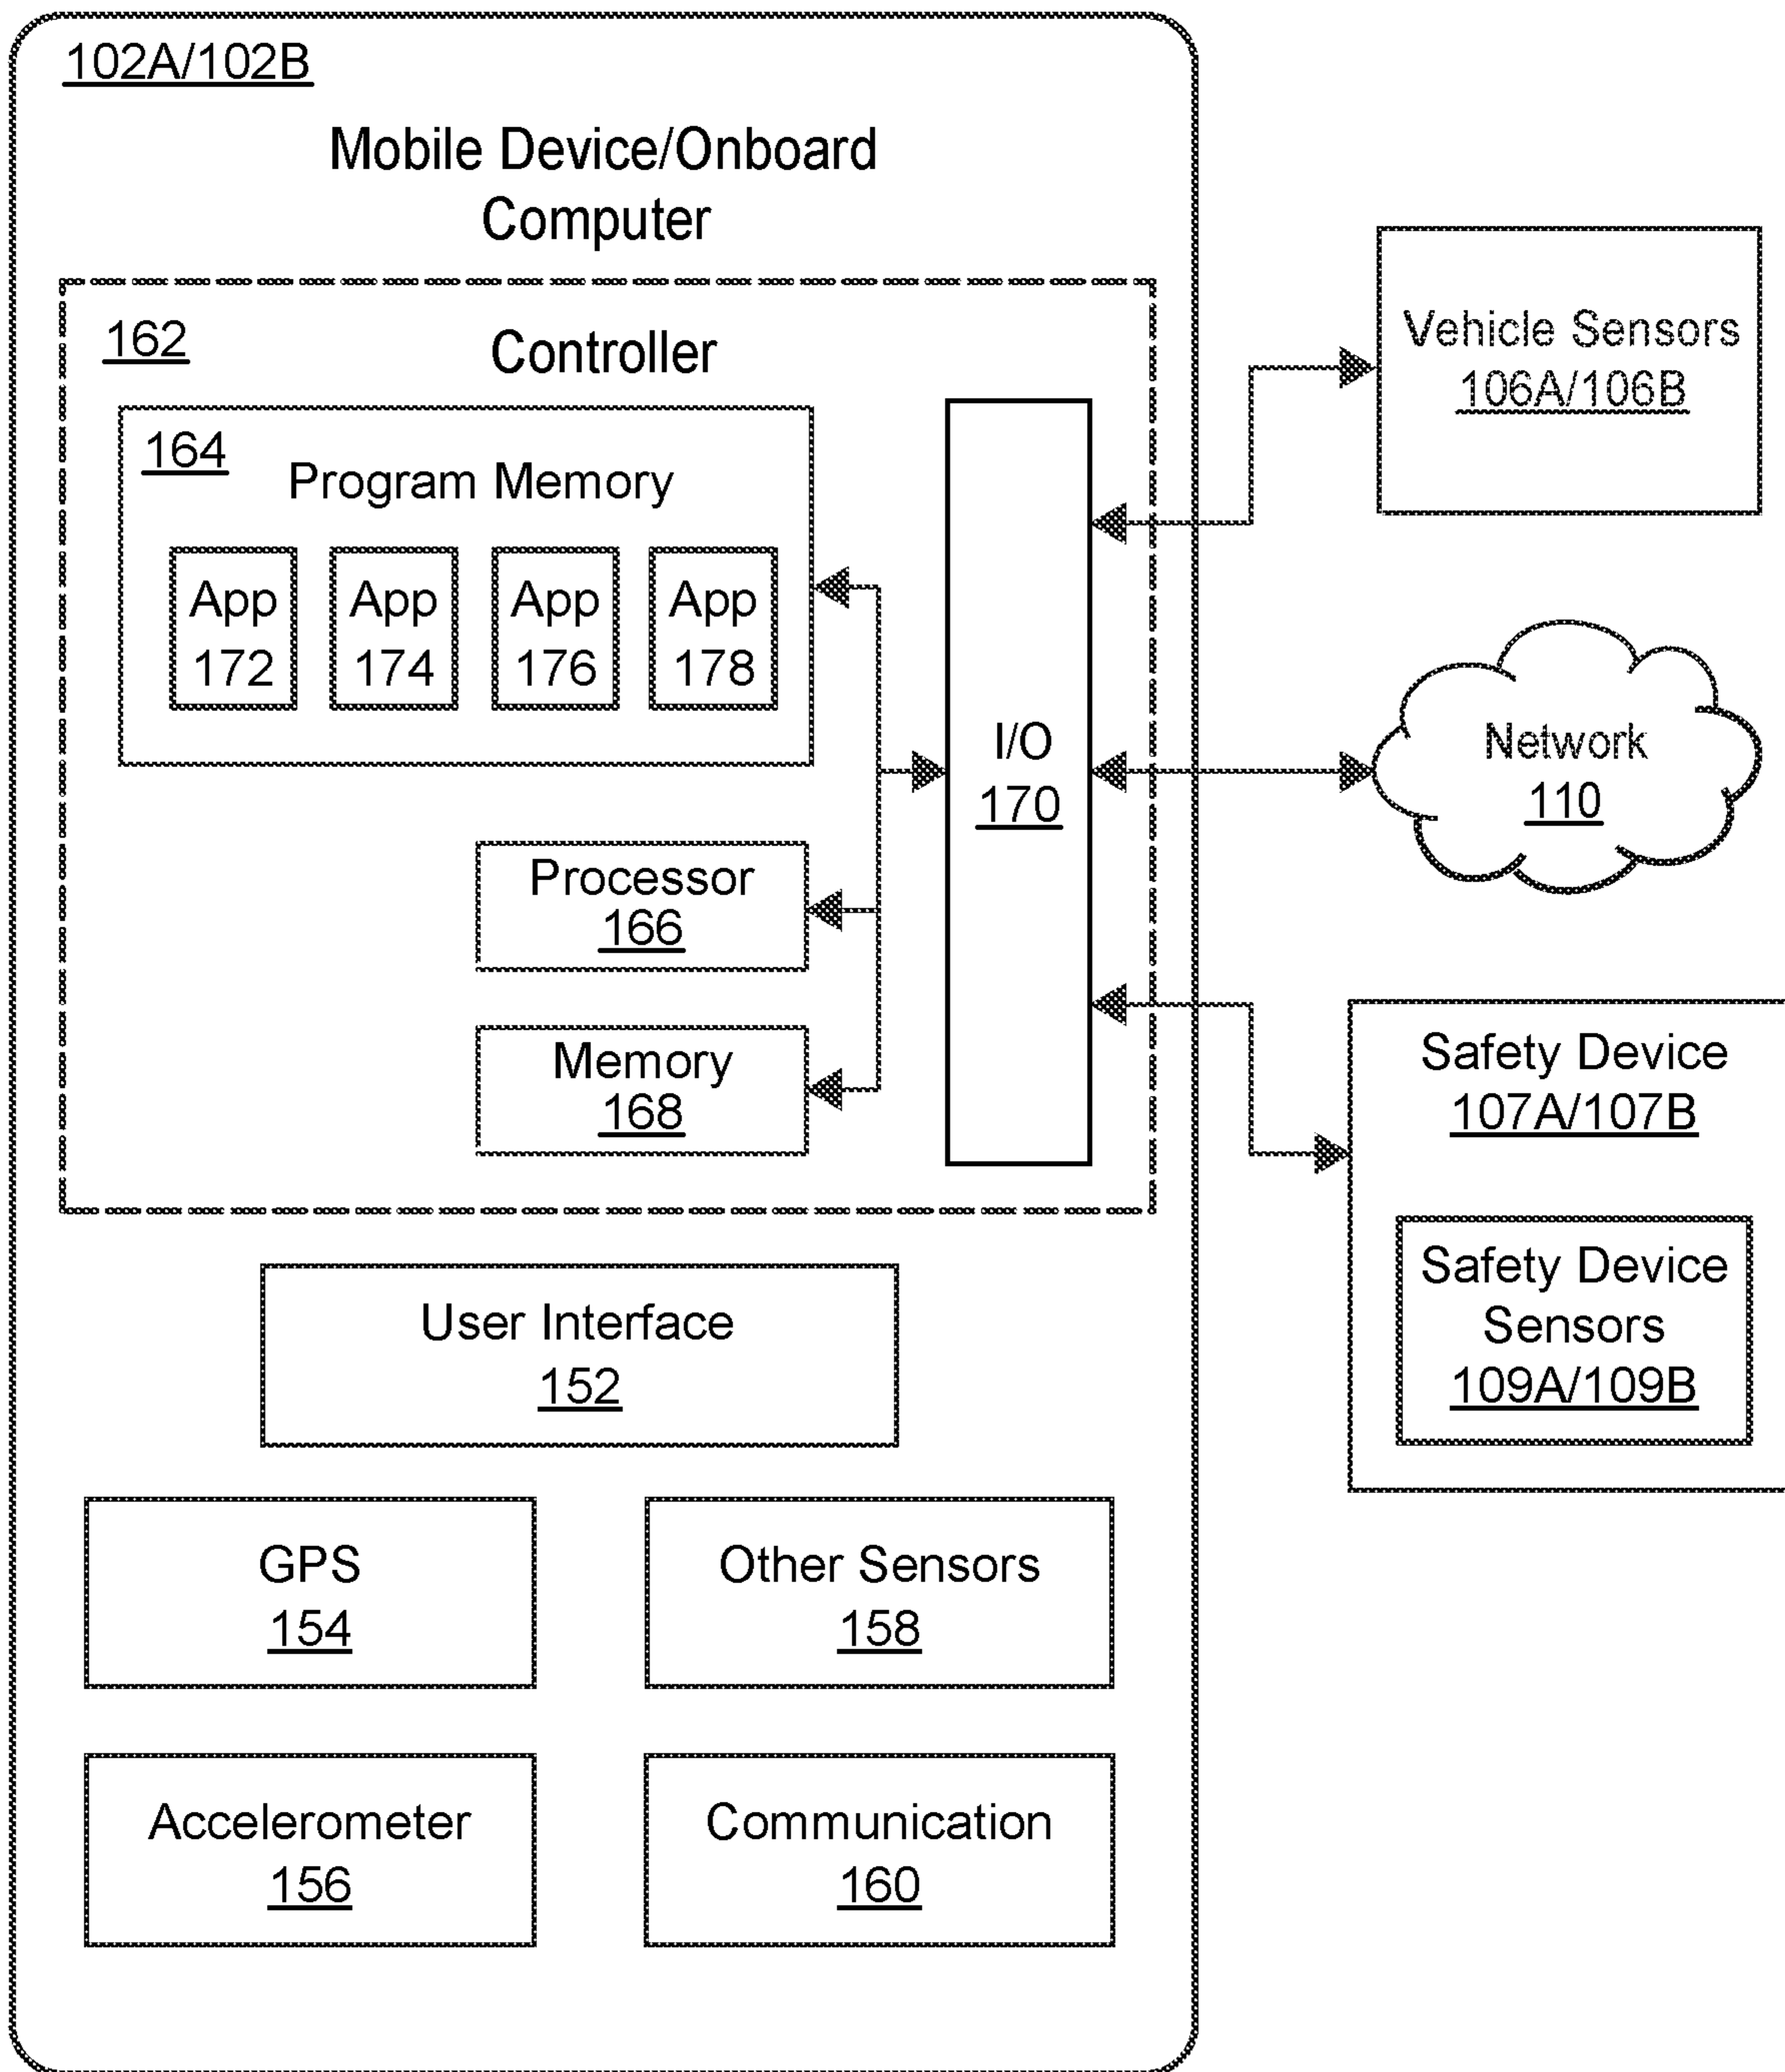 102A/102B
Mobile Device/Onboard
Computer
162
Controller
164
Program Memory
App
172
App
174
App
176
App
178
I/O
170
Processor
166
Memory
168
User Interface
152
GPS
154
Other Sensors
158
Accelerometer
156
Communication
160
Vehicle Sensors
106A/106B
Network
110
Safety Device
107A/107B
Safety Device
Sensors
109A/109B